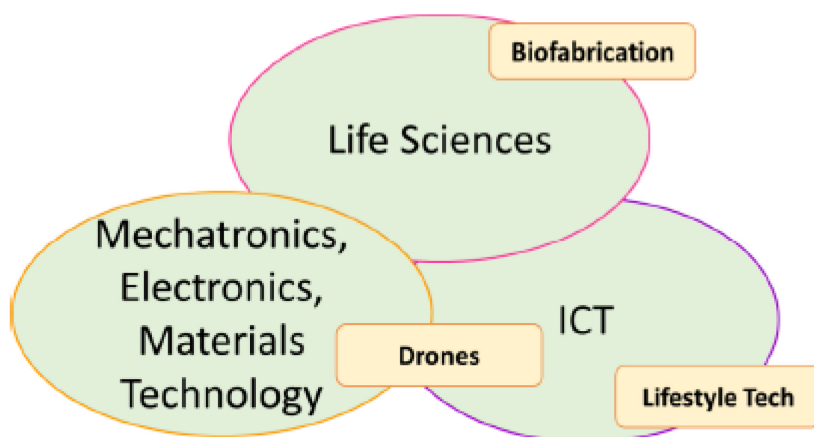 Biofabrication
Life Sciences
Mechatronics,
Electronics,
Materials
Technology
ICT
Drones
Lifestyle Tech